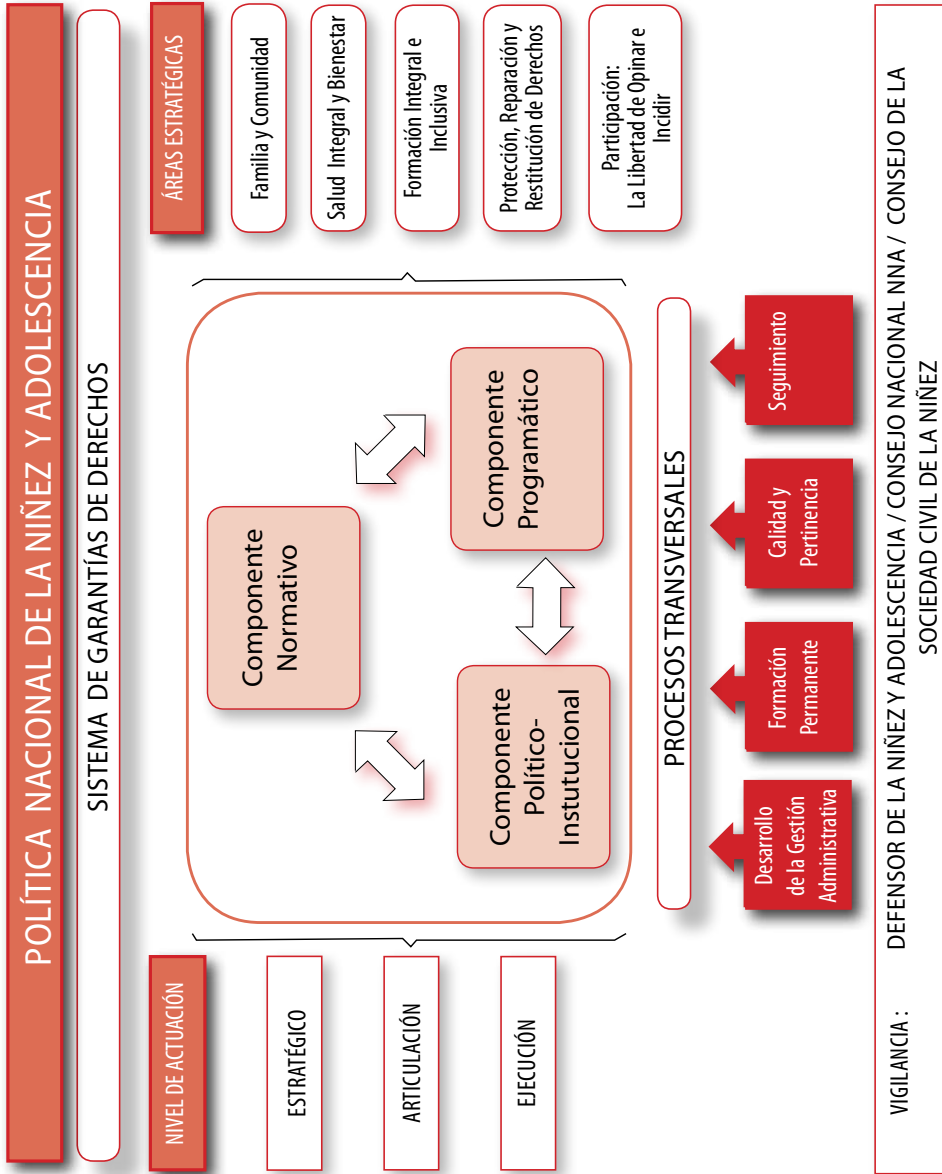 POLÍTICA NACIONAL DE LA NIÑEZ Y ADOLESCENCIA
SISTEMA DE GARANTÍAS DE DERECHOS
NIVEL DE ACTUACIÓN
ESTRATÉGICO
ARTICULACIÓN
EJECUCIÓN
Componente
Normativo
Componente
Político-
Instutucional
Componente
Programático
ÁREAS ESTRATÉGICAS
Familia y Comunidad
Salud Integral y Bienestar
Formación Integral e
Inclusiva
Protección, Reparación y
Restitución de Derechos
Participación:
La Libertad de Opinar e
Incidir
PROCESOS TRANSVERSALES
Desarrollo
de la Gestión
Administrativa
Formación
Permanente
Calidad y
Pertinencia
Seguimiento
VIGILANCIA : DEFENSOR DE LA NIÑEZ Y ADOLESCENCIA / CONSEJO NACIONAL NNA / CONSEJO DE LA
SOCIEDAD CIVIL DE LA NIÑEZ